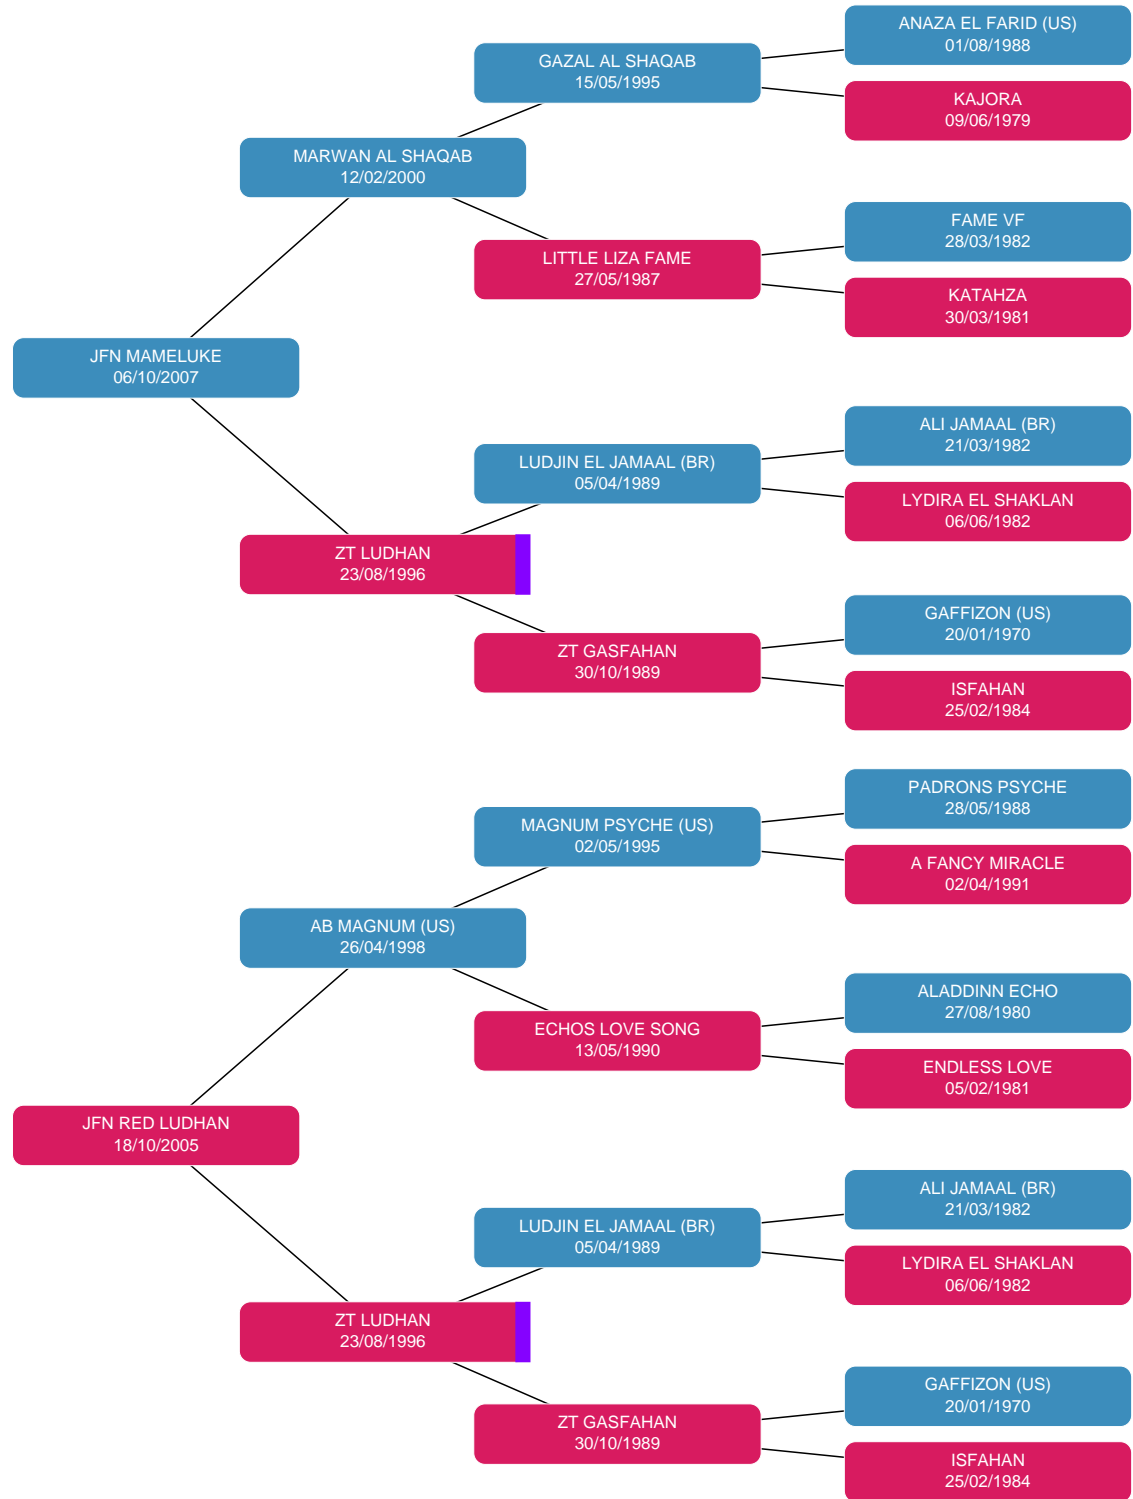 ANAZA EL FARID (US)
01/08/1988
GAZAL AL SHAQAB
15/05/1995
KAJORA
09/06/1979
MARWAN AL SHAQAB
12/02/2000
FAME VF
28/03/1982
LITTLE LIZA FAME
27/05/1987
KATAHZA
30/03/1981
JFN MAMELUKE
06/10/2007
ALI JAMAAL (BR)
21/03/1982
LUDJIN EL JAMAAL (BR)
05/04/1989
LYDIRA EL SHAKLAN
06/06/1982
ZT LUDHAN
23/08/1996
GAFFIZON (US)
20/01/1970
ZT GASFAHAN
30/10/1989
ISFAHAN
25/02/1984
PADRONS PSYCHE
28/05/1988
MAGNUM PSYCHE (US)
02/05/1995
A FANCY MIRACLE
02/04/1991
AB MAGNUM (US)
26/04/1998
ALADDINN ECHO
27/08/1980
ECHOS LOVE SONG
13/05/1990
ENDLESS LOVE
05/02/1981
JFN RED LUDHAN
18/10/2005
ALI JAMAAL (BR)
21/03/1982
LUDJIN EL JAMAAL (BR)
05/04/1989
LYDIRA EL SHAKLAN
06/06/1982
ZT LUDHAN
23/08/1996
GAFFIZON (US)
20/01/1970
ZT GASFAHAN
30/10/1989
ISFAHAN
25/02/1984